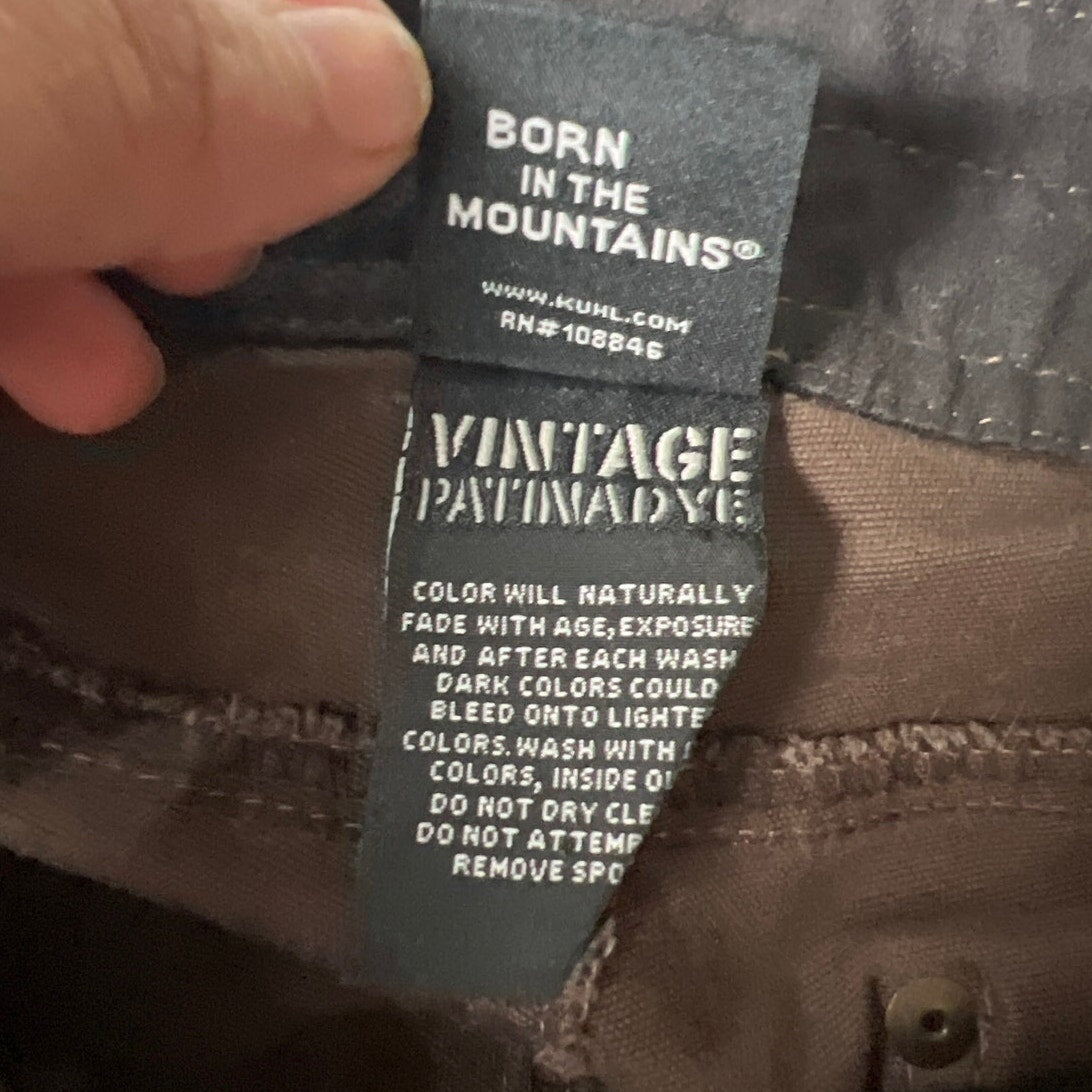 BORN
IN THE
MOUNTAINS®
WWW.KUHL.COM
RN#108846
VINTAGE
PATINADYE
COLOR WILL NATURALLY
FADE WITH AGE, EXPOSURE
AND AFTER EACH WASH
DARK COLORS COULD
BLEED ONTO LIGHTE
COLORS. WASH WITH
COLORS, INSIDE
DO NOT DRY CLE
DO NOT ATTEMP
REMOVE SPO